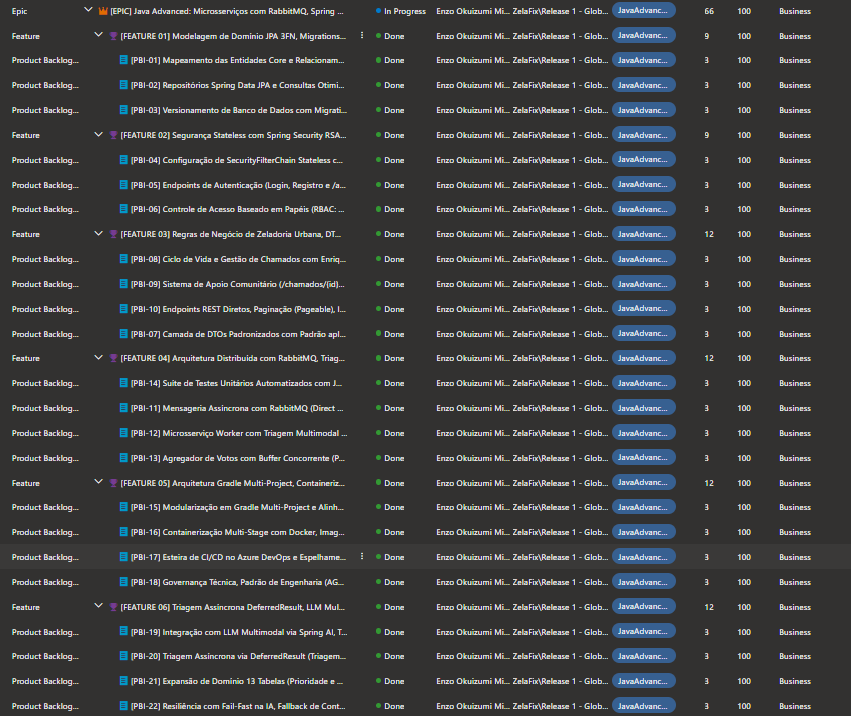 Epic [EPIC] Java Advanced: Microsserviços com RabbitMQ, Spring ... In Progress Enzo Okuizumi Mi... ZelaFix\Release 1 - Glob... JavaAdvanc... 66 100 Business
Feature [FEATURE 01] Modelagem de Domínio JPA 3FN, Migrations... Done Enzo Okuizumi Mi... ZelaFix\Release 1 - Glob... JavaAdvanc... 9 100 Business
Product Backlog... [PBI-01] Mapeamento das Entidades Core e Relacionam... Done Enzo Okuizumi Mi... ZelaFix\Release 1 - Glob... JavaAdvanc... 3 100 Business
Product Backlog... [PBI-02] Repositórios Spring Data JPA e Consultas Otimi... Done Enzo Okuizumi Mi... ZelaFix\Release 1 - Glob... JavaAdvanc... 3 100 Business
Product Backlog... [PBI-03] Versionamento de Banco de Dados com Migrati... Done Enzo Okuizumi Mi... ZelaFix\Release 1 - Glob... JavaAdvanc... 3 100 Business
Feature [FEATURE 02] Segurança Stateless com Spring Security RSA... Done Enzo Okuizumi Mi... ZelaFix\Release 1 - Glob... JavaAdvanc... 9 100 Business
Product Backlog... [PBI-04] Configuração de SecurityFilterChain Stateless c... Done Enzo Okuizumi Mi... ZelaFix\Release 1 - Glob... JavaAdvanc... 3 100 Business
Product Backlog... [PBI-05] Endpoints de Autenticação (Login, Registro e /a... Done Enzo Okuizumi Mi... ZelaFix\Release 1 - Glob... JavaAdvanc... 3 100 Business
Product Backlog... [PBI-06] Controle de Acesso Baseado em Papéis (RBAC: ... Done Enzo Okuizumi Mi... ZelaFix\Release 1 - Glob... JavaAdvanc... 3 100 Business
Feature [FEATURE 03] Regras de Negócio de Zeladoria Urbana, DT... Done Enzo Okuizumi Mi... ZelaFix\Release 1 - Glob... JavaAdvanc... 12 100 Business
Product Backlog... [PBI-08] Ciclo de Vida e Gestão de Chamados com Enriq... Done Enzo Okuizumi Mi... ZelaFix\Release 1 - Glob... JavaAdvanc... 3 100 Business
Product Backlog... [PBI-09] Sistema de Apoio Comunitário (/chamados/{id}... Done Enzo Okuizumi Mi... ZelaFix\Release 1 - Glob... JavaAdvanc... 3 100 Business
Product Backlog... [PBI-10] Endpoints REST Diretos, Paginação (Pageable), I... Done Enzo Okuizumi Mi... ZelaFix\Release 1 - Glob... JavaAdvanc... 3 100 Business
Product Backlog... [PBI-07] Camada de DTOs Padronizados com Padrão apl... Done Enzo Okuizumi Mi... ZelaFix\Release 1 - Glob... JavaAdvanc... 3 100 Business
Feature [FEATURE 04] Arquitetura Distribuída com RabbitMQ, Triag... Done Enzo Okuizumi Mi... ZelaFix\Release 1 - Glob... JavaAdvanc... 12 100 Business
Product Backlog... [PBI-14] Suíte de Testes Unitários Automatizados com J... Done Enzo Okuizumi Mi... ZelaFix\Release 1 - Glob... JavaAdvanc... 3 100 Business
Product Backlog... [PBI-11] Mensageria Assíncrona com RabbitMQ (Direct ... Done Enzo Okuizumi Mi... ZelaFix\Release 1 - Glob... JavaAdvanc... 3 100 Business
Product Backlog... [PBI-12] Microsserviço Worker com Triagem Multimodal ... Done Enzo Okuizumi Mi... ZelaFix\Release 1 - Glob... JavaAdvanc... 3 100 Business
Product Backlog... [PBI-13] Agregador de Votos com Buffer Concorrente (P... Done Enzo Okuizumi Mi... ZelaFix\Release 1 - Glob... JavaAdvanc... 3 100 Business
Feature [FEATURE 05] Arquitetura Gradle Multi-Project, Containeriz... Done Enzo Okuizumi Mi... ZelaFix\Release 1 - Glob... JavaAdvanc... 12 100 Business
Product Backlog... [PBI-15] Modularização em Gradle Multi-Project e Alinh... Done Enzo Okuizumi Mi... ZelaFix\Release 1 - Glob... JavaAdvanc... 3 100 Business
Product Backlog... [PBI-16] Containerização Multi-Stage com Docker, Imag... Done Enzo Okuizumi Mi... ZelaFix\Release 1 - Glob... JavaAdvanc... 3 100 Business
Product Backlog... [PBI-17] Esteira de CI/CD no Azure DevOps e Espelhame... Done Enzo Okuizumi Mi... ZelaFix\Release 1 - Glob... JavaAdvanc... 3 100 Business
Product Backlog... [PBI-18] Governança Técnica, Padrão de Engenharia (AG... Done Enzo Okuizumi Mi... ZelaFix\Release 1 - Glob... JavaAdvanc... 3 100 Business
Feature [FEATURE 06] Triagem Assíncrona DeferredResult, LLM Mul... Done Enzo Okuizumi Mi... ZelaFix\Release 1 - Glob... JavaAdvanc... 12 100 Business
Product Backlog... [PBI-19] Integração com LLM Multimodal via Spring AI, T... Done Enzo Okuizumi Mi... ZelaFix\Release 1 - Glob... JavaAdvanc... 3 100 Business
Product Backlog... [PBI-20] Triagem Assíncrona via DeferredResult (Triagem... Done Enzo Okuizumi Mi... ZelaFix\Release 1 - Glob... JavaAdvanc... 3 100 Business
Product Backlog... [PBI-21] Expansão de Domínio 13 Tabelas (Prioridade e ... Done Enzo Okuizumi Mi... ZelaFix\Release 1 - Glob... JavaAdvanc... 3 100 Business
Product Backlog... [PBI-22] Resiliência com Fail-Fast na IA, Fallback de Cont... Done Enzo Okuizumi Mi... ZelaFix\Release 1 - Glob... JavaAdvanc... 3 100 Business